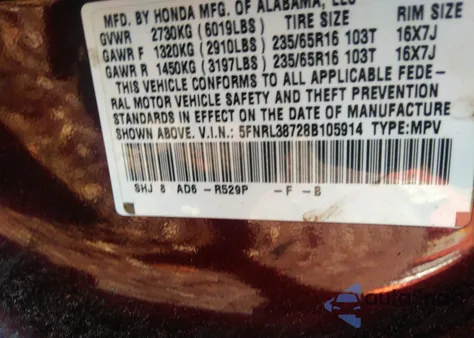 MFD. BY HONDA MFG. OF ALABAMA, LLC
GVWR 2730KG (6019LBS) TIRE SIZE RIM SIZE
GAWR F 1320KG (2910LBS) 235/65R16 103T 16X7J
GAWR R 1450KG (3197LBS) 235/65R16 103T 16X7J
THIS VEHICLE CONFORMS TO ALL APPLICABLE FEDE-
RAL MOTOR VEHICLE SAFETY AND THEFT PREVENTION
STANDARDS IN EFFECT ON THE DATE OF MANUFACTURE
SHOWN ABOVE. V.I.N.: 5FNRL38728B105914 TYPE:MPV
SHJ 8 AD6 -R529P -F -B